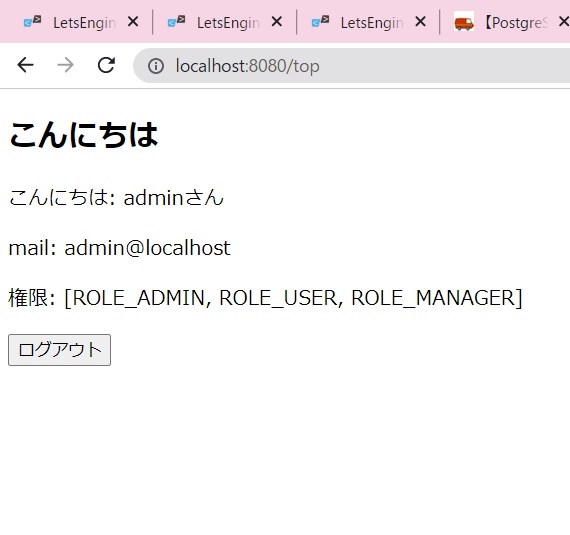 LetsEngin
LetsEngin
LetsEngin
【PostgreS
localhost:8080/top
こんにちは
こんにちは: adminさん
mail: admin@localhost
権限: [ROLE_ADMIN, ROLE_USER, ROLE_MANAGER]
ログアウト